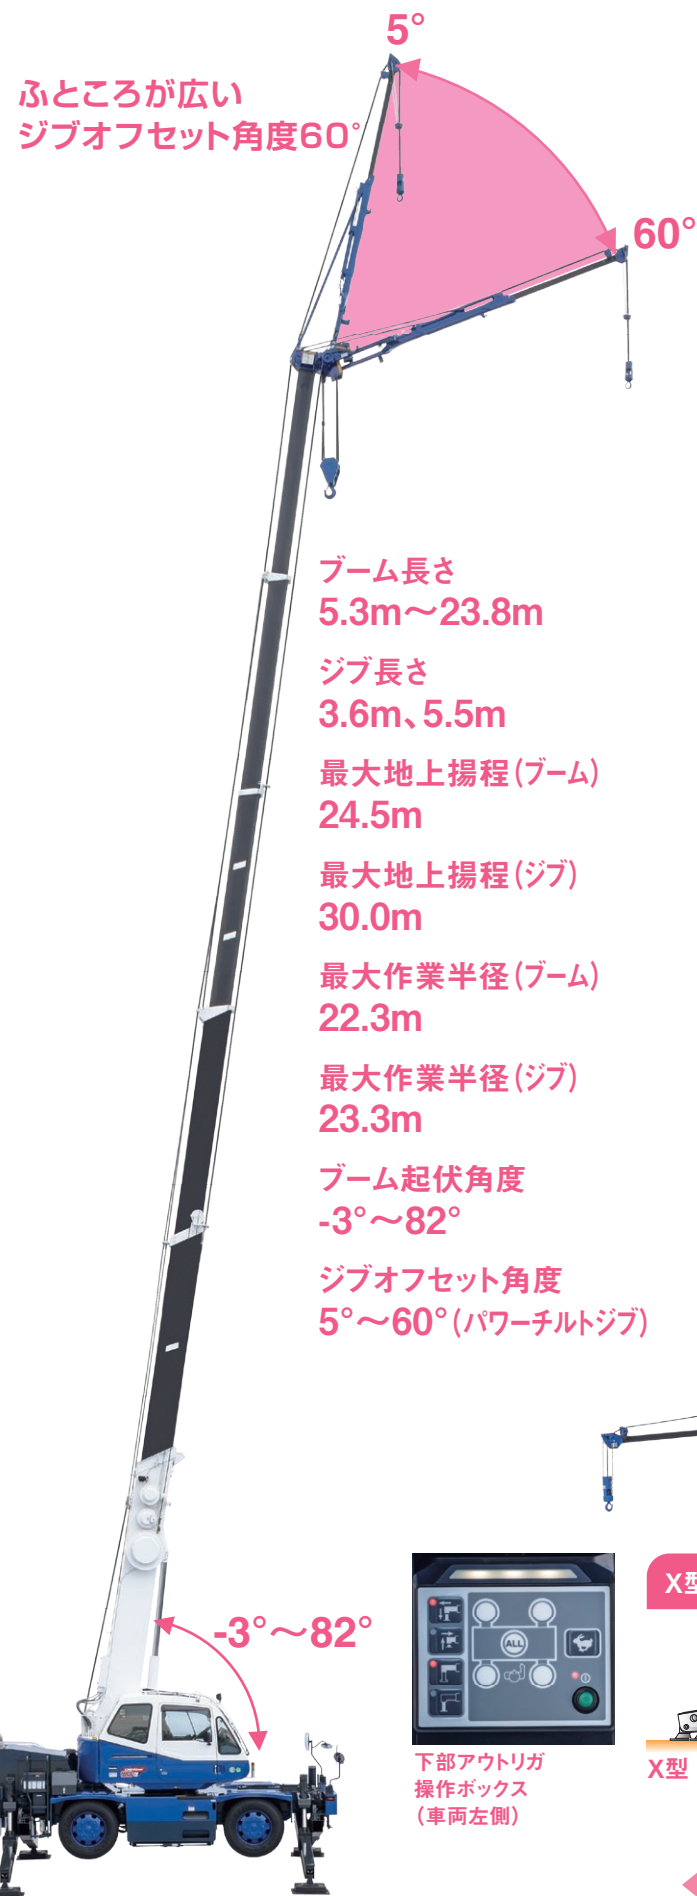 5°
ふところが広い
ジブオフセット角度60°
60°
ブーム長さ
5.3m〜23.8m
ジブ長さ
3.6m、5.5m
最大地上揚程(ブーム)
24.5m
最大地上揚程(ジブ)
30.0m
最大作業半径(ブーム)
22.3m
最大作業半径(ジブ)
23.3m
ブーム起伏角度
-3°〜82°
ジブオフセット角度
5°〜60°(パワーチルトジブ)
-3°〜82°
ALL
下部アウトリガ
操作ボックス
(車両左側)
X型
X型